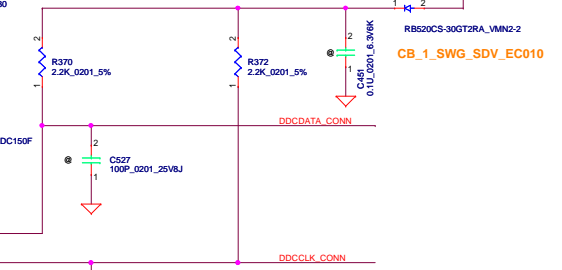 30
1
2
RB520CS-30GT2RA_VMN2-2
CB_1_SWG_SDV_EC010
2
R370
2.2K_0201_5%
1
2
R372
2.2K_0201_5%
1
@
2
1
C451
0.1U_0201_6.3V6K
DDCDATA_CONN
DC150F
@
2
C527
100P_0201_25V8J
1
DDCCLK_CONN